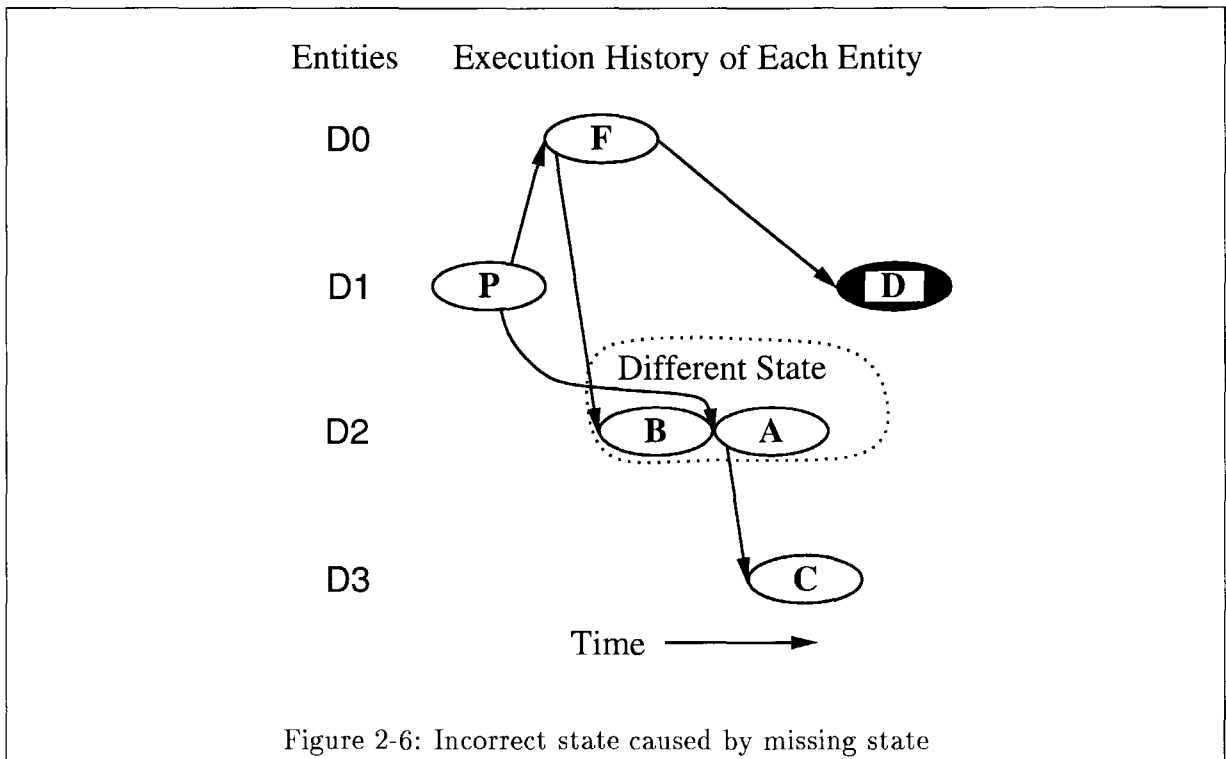 Entities Execution History of Each Entity
D0 F
D1 P D
Different State
D2 B A
D3 C
Time
Figure 2-6: Incorrect state caused by missing state